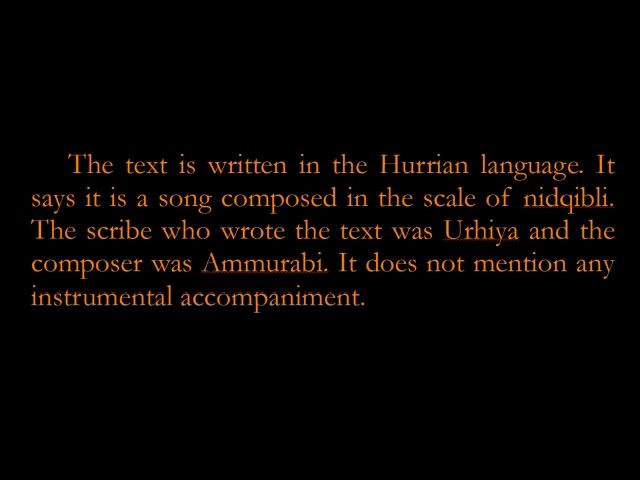 The text is written in the Hurrian language. It
says it is a song composed in the scale of nidqibli.
The scribe who wrote the text was Urhiya and the
composer was Ammurabi. It does not mention any
instrumental accompaniment.